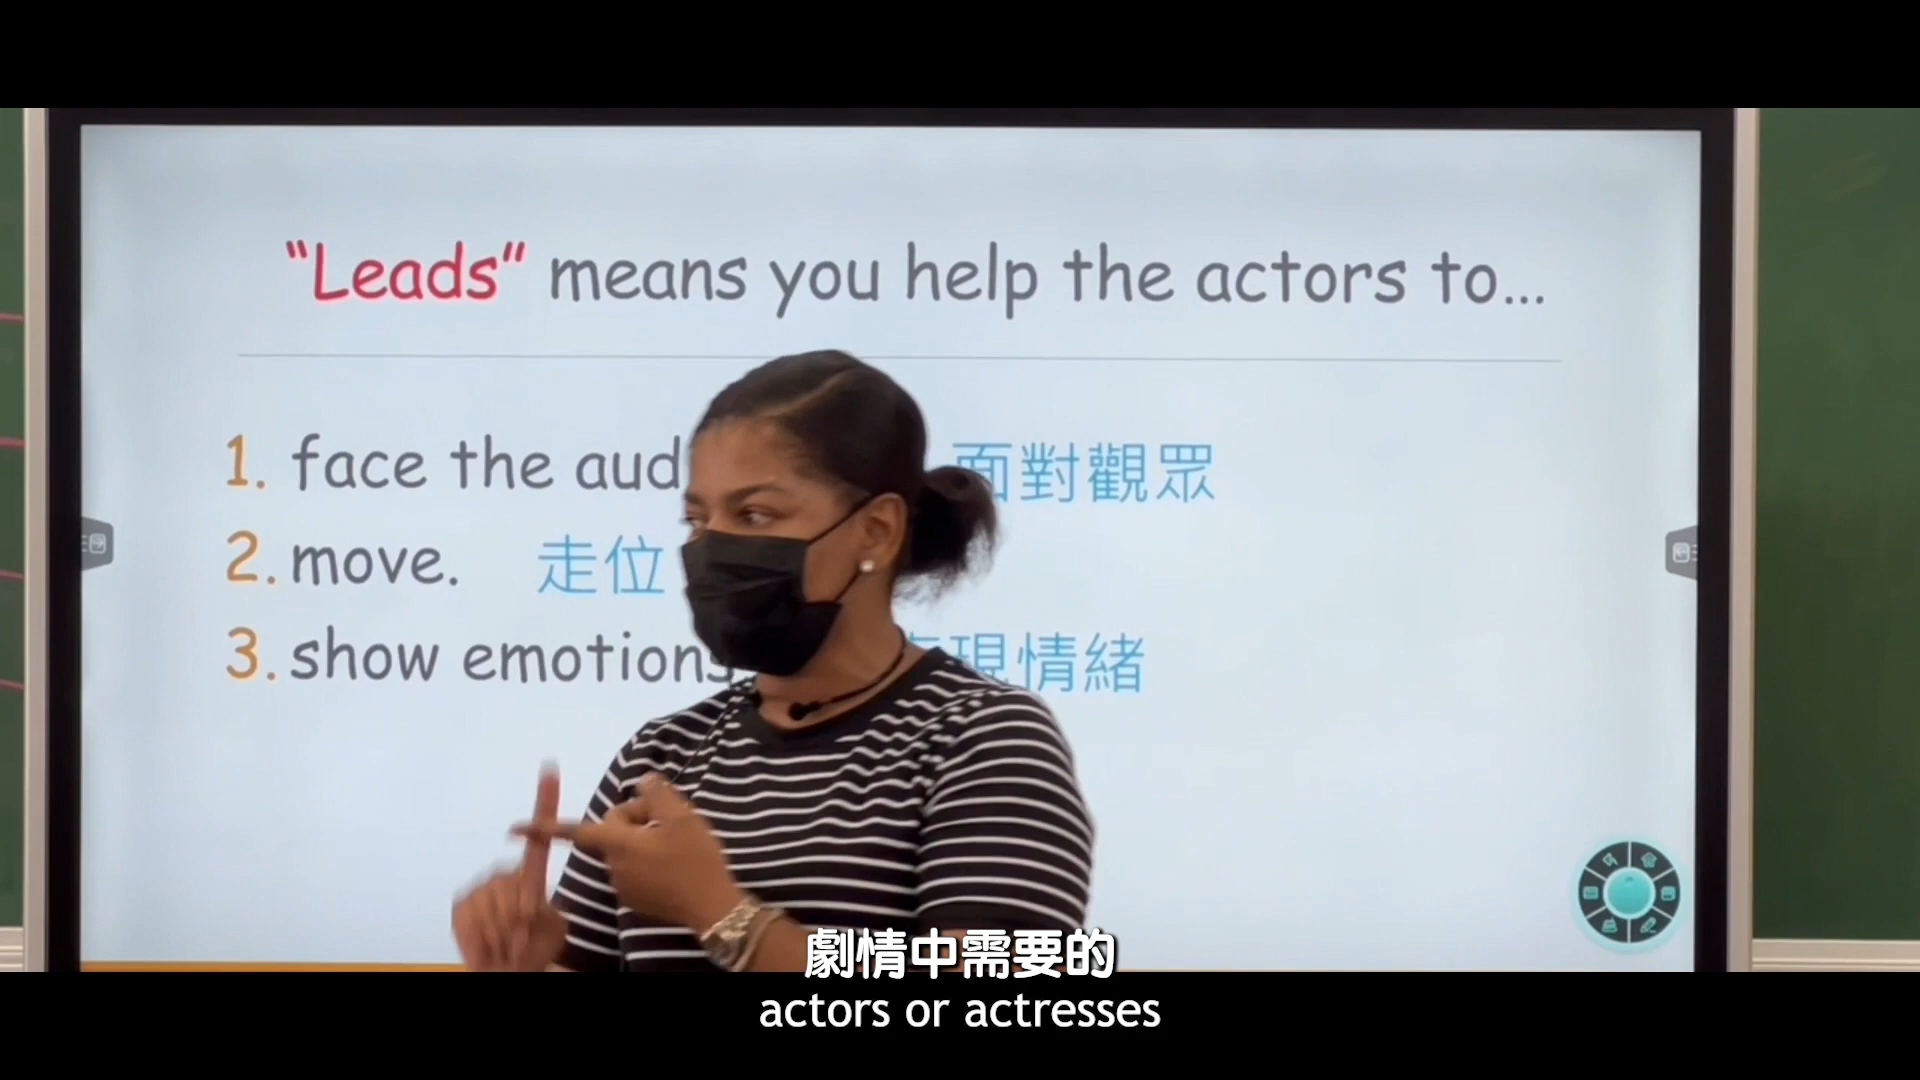 “Leads” means you help the actors to...
1. face the 面對觀眾
2. move. 走位
3. show emotions 現情緒
劇情中需要的
actors or actresses